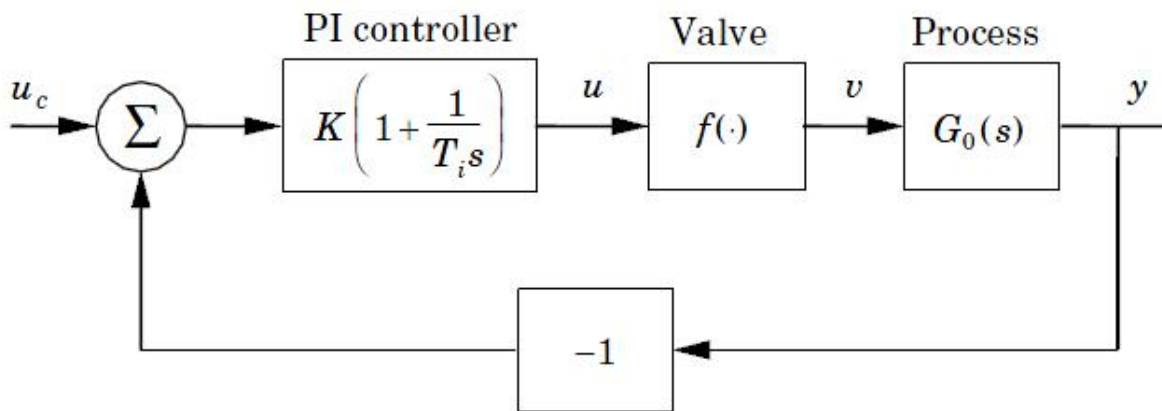 PI controller Valve Process
u_c Σ K(1 + 1/(T_i s)) u f(·) v G_0(s) y
−1